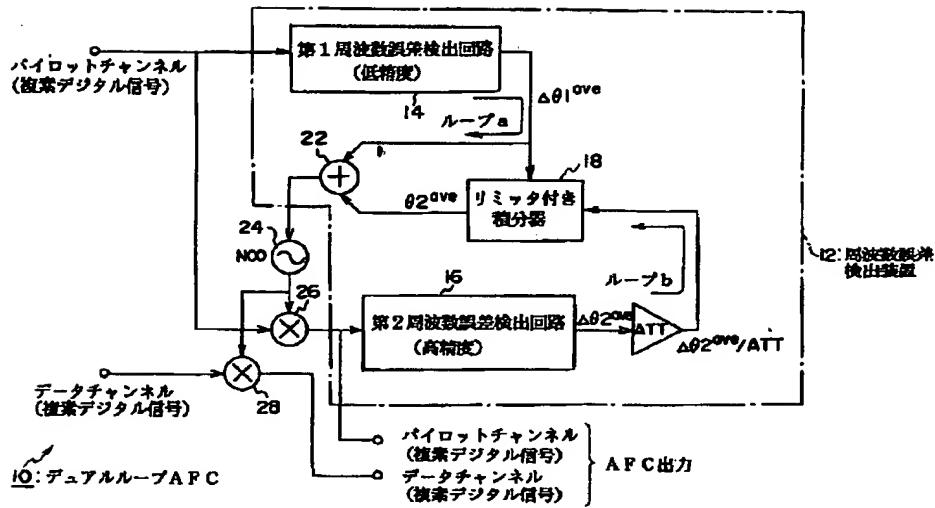 第1周波数誤差検出回路
(低精度)
パイロットチャンネル
(複素デジタル信号)
14
Δθ1ave
ループa
22
18
リミッタ付き
積分器
θ2ave
24
NCO
12:周波数誤差
検出装置
16
ループb
26
第2周波数誤差検出回路
(高精度)
Δθ2ave
ATT
Δθ2ave/ATT
データチャンネル
(複素デジタル信号)
28
パイロットチャンネル
(複素デジタル信号)
AFC出力
データチャンネル
(複素デジタル信号)
10:デュアルループAFC